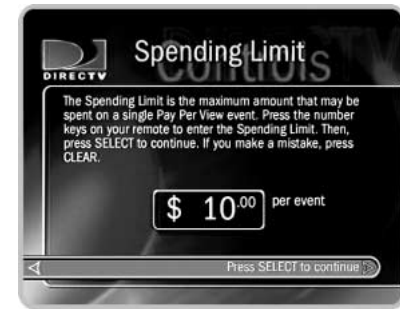 Spending Limit
Controls
DIRECTV
The Spending Limit is the maximum amount that may be
spent on a single Pay Per View event. Press the number
keys on your remote to enter the Spending Limit. Then,
press SELECT to continue. If you make a mistake, press
CLEAR.
$ 10.00 per event
Press SELECT to continue